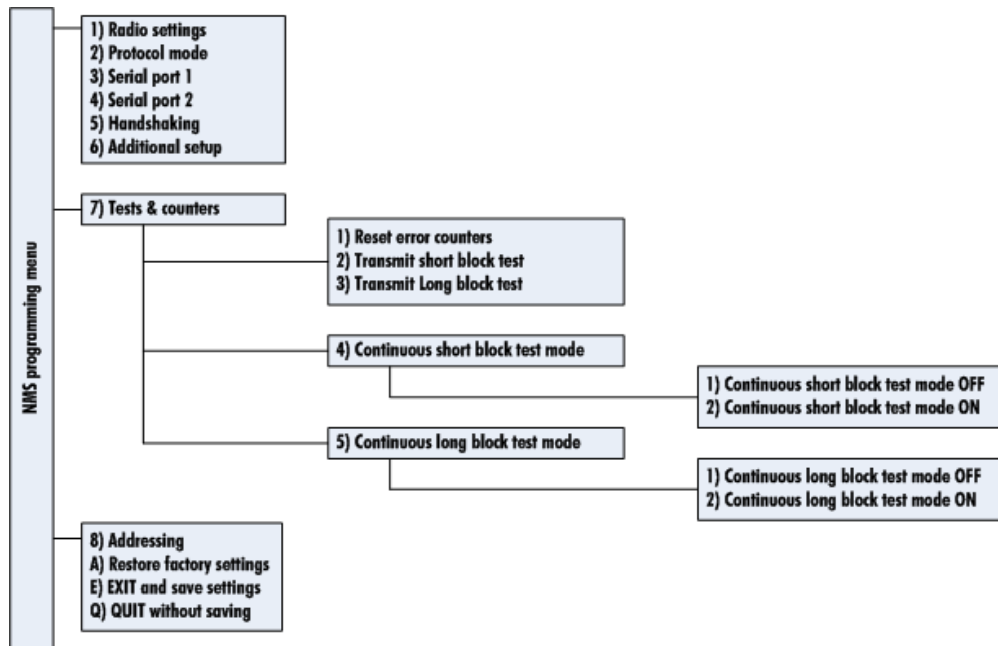 NMS programming menu
1) Radio settings
2) Protocol mode
3) Serial port 1
4) Serial port 2
5) Handshaking
6) Additional setup
7) Tests & counters
1) Reset error counters
2) Transmit short block test
3) Transmit Long block test
4) Continuous short block test mode
1) Continuous short block test mode OFF
2) Continuous short block test mode ON
5) Continuous long block test mode
1) Continuous long block test mode OFF
2) Continuous long block test mode ON
8) Addressing
A) Restore factory settings
E) EXIT and save settings
Q) QUIT without saving